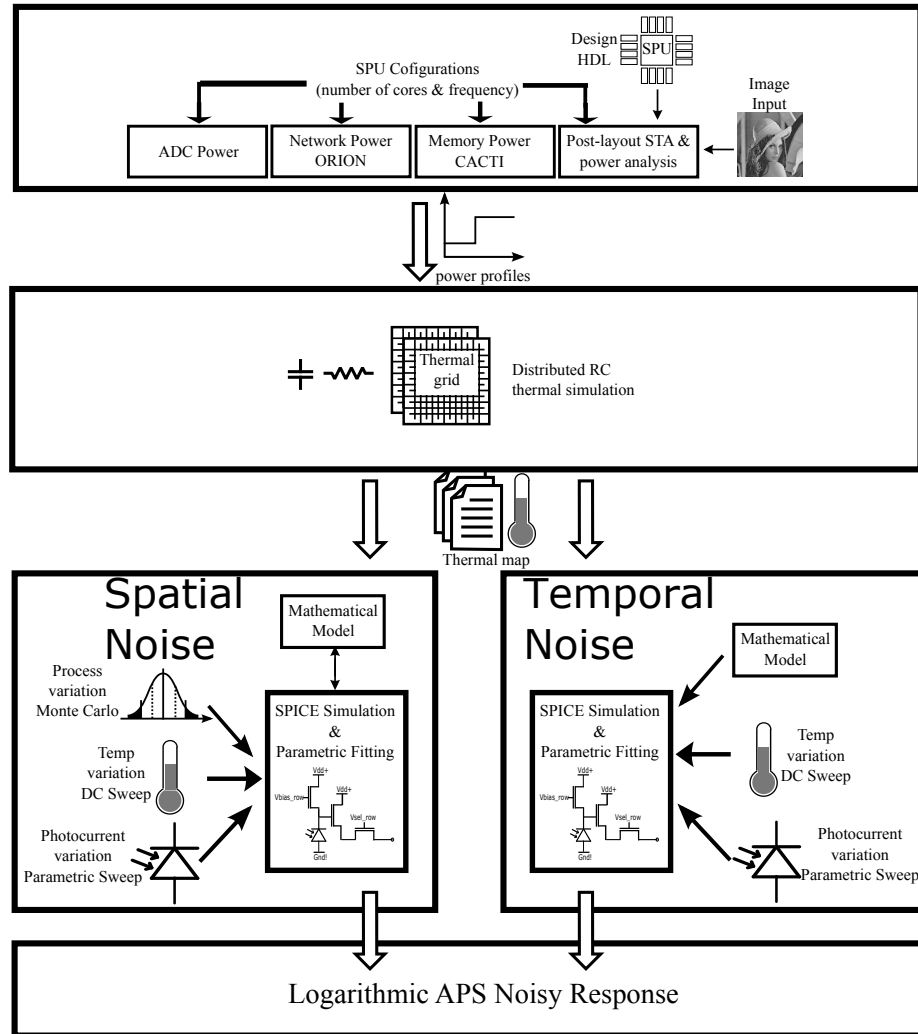 Design
HDL
SPU
SPU Cofigurations
(number of cores & frequency)
Image
Input
ADC Power
Network Power
ORION
Memory Power
CACTI
Post-layout STA &
power analysis
power profiles
Thermal
grid
Distributed RC
thermal simulation
Thermal map
Spatial
Noise
Mathematical
Model
Process
variation
Monte Carlo
Temp
variation
DC Sweep
Photocurrent
variation
Parametric Sweep
SPICE Simulation
&
Parametric Fitting
Vdd+
Vbias_row
Vdd+
Vsel_row
Gnd!
Temporal
Noise
Mathematical
Model
SPICE Simulation
&
Parametric Fitting
Vdd+
Vbias_row
Vdd+
Vsel_row
Gnd!
Temp
variation
DC Sweep
Photocurrent
variation
Parametric Sweep
Logarithmic APS Noisy Response